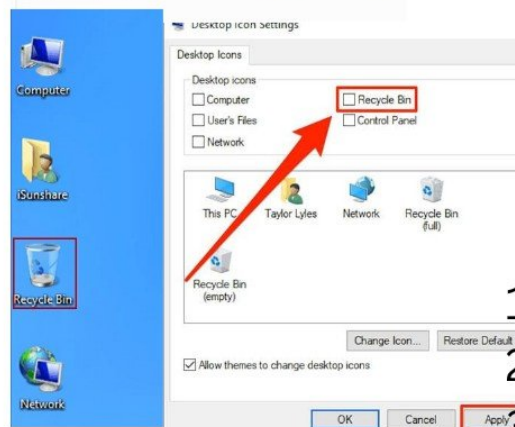 Computer
iSunshare
Recycle Bin
Network
Desktop Icon Settings
Desktop Icons
Desktop icons
Computer
Recycle Bin
User's Files
Control Panel
Network
This PC
Taylor Lyles
Network
Recycle Bin
(full)
Recycle Bin
(empty)
Change Icon...
Restore Default
Allow themes to change desktop icons
OK
Cancel
Apply
1
2